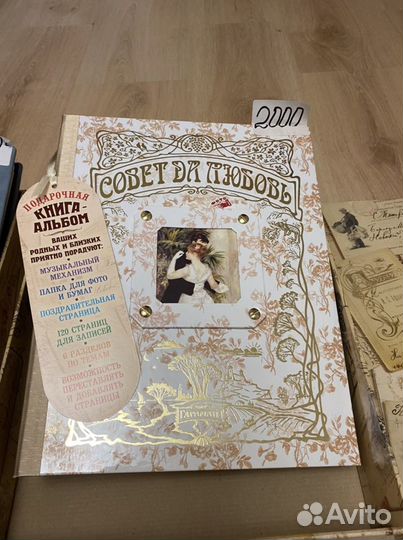 2000
СОВЕТ ДА ЛЮБОВЬ
ПОДАРОЧНАЯ
КНИГА-
АЛЬБОМ
ВАШИХ
РОДНЫХ И БЛИЗКИХ
ПРИЯТНО ПОРАДУЮТ:
МУЗЫКАЛЬНЫЙ
МЕХАНИЗМ
ПАПКА ДЛЯ ФОТО
И БУМАГ
ПОЗДРАВИТЕЛЬНАЯ
СТРАНИЦА
120 СТРАНИЦ
ДЛЯ ЗАПИСЕЙ
6 РАЗДЕЛОВ
ПО ТЕМАМ
ВОЗМОЖНОСТЬ
ПЕРЕСТАВЛЯТЬ
И ДОБАВЛЯТЬ
СТРАНИЦЫ
Avito